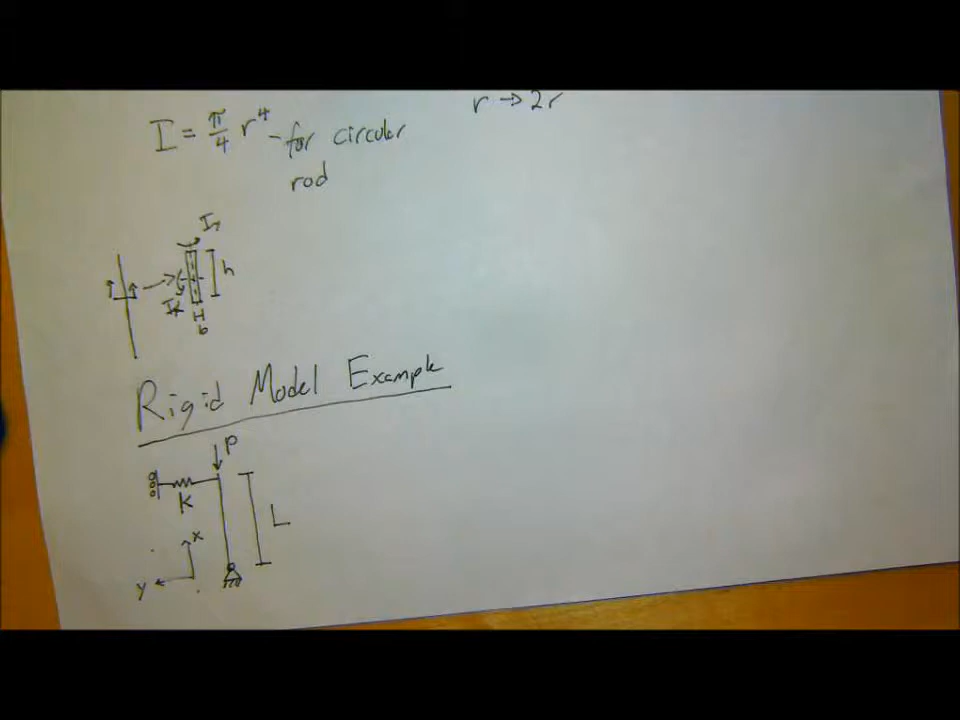 r → 2r
I = π/4 r⁴ - for circular
rod
h
b
Rigid Model Example
P
K
L
x
y